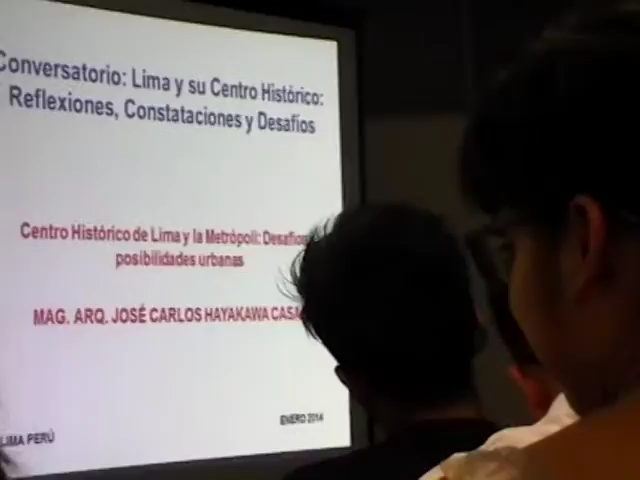 Conversatorio: Lima y su Centro Histórico:
Reflexiones, Constataciones y Desafíos
Centro Histórico de Lima y la Metrópoli:
posibilidades urbanas
MAG. ARQ. JOSÉ CARLOS HAYAKAWA CASA
ENERO 2014
LIMA PERÚ